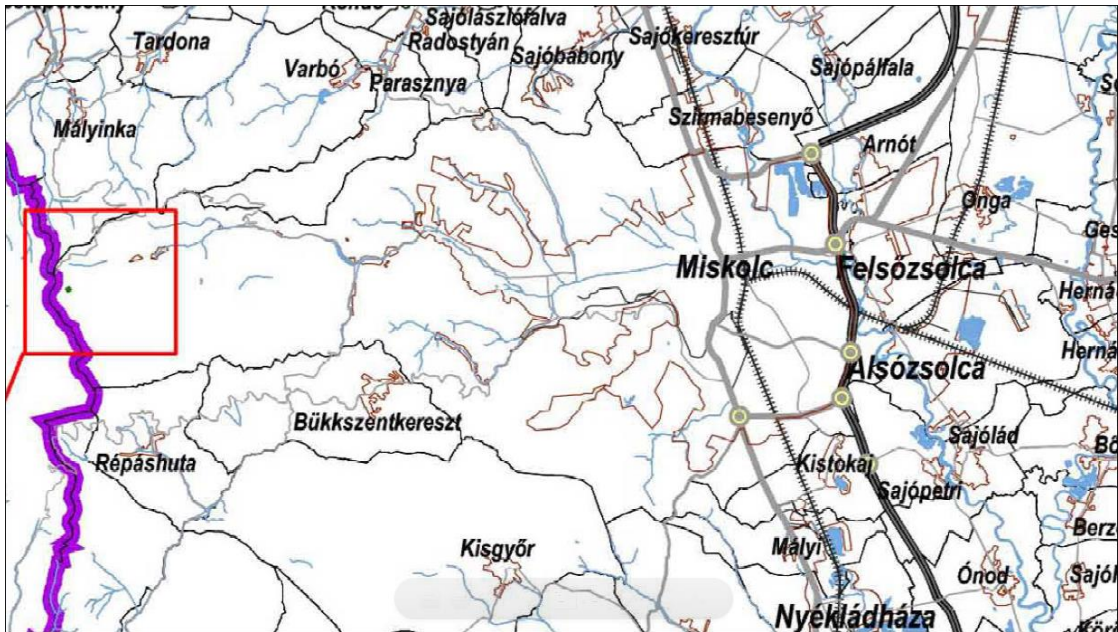 Sajólászlófalva
Tardona
Radostyán
Sajókeresztúr
Varbó
Sajóbábony
Sajópálfala
Parasznya
Mályinka
Szirmabesenyő
Arnót
Onga
Miskolc
Felsőzsolca
Alsózsolca
Bükkszentkereszt
Sajólád
Répáshuta
Kistokaj
Sajópetri
Kisgyőr
Mályi
Ónod
Nyékládháza